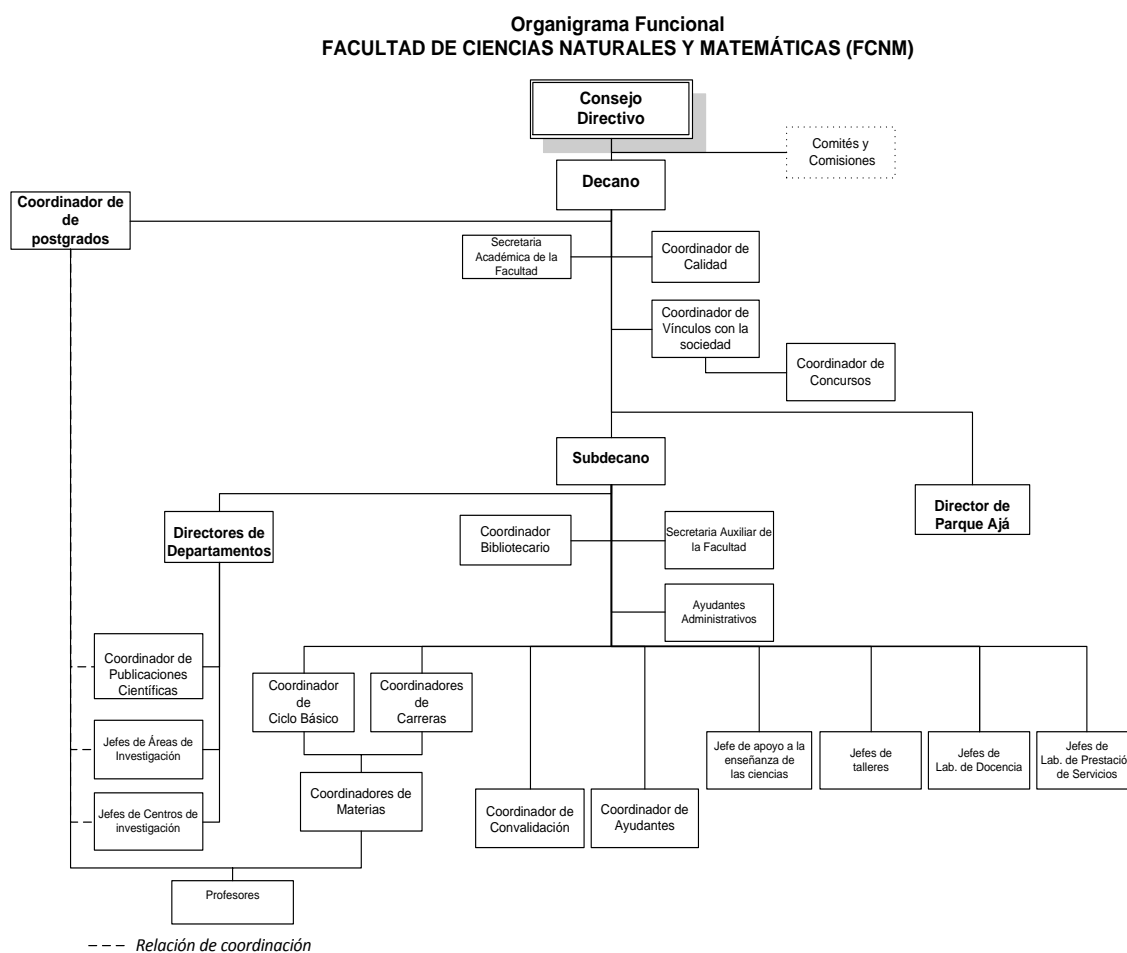 Organigrama Funcional
FACULTAD DE CIENCIAS NATURALES Y MATEMÁTICAS (FCNM)
Consejo
Directivo
Comités y
Comisiones
Decano
Coordinador de
de
postgrados
Secretaria
Académica de la
Facultad
Coordinador de
Calidad
Coordinador de
Vínculos con la
sociedad
Coordinador de
Concursos
Subdecano
Director de
Parque Ajá
Directores de
Departamentos
Coordinador
Bibliotecario
Secretaria Auxiliar de
la Facultad
Ayudantes
Administrativos
Coordinador de
Publicaciones
Científicas
Coordinador
de
Ciclo Básico
Coordinadores
de
Carreras
Jefes de Áreas de
Investigación
Jefe de apoyo a la
enseñanza de
las ciencias
Jefes de
talleres
Jefes de
Lab. de Docencia
Jefes de
Lab. de Prestació
de Servicios
Jefes de Centros de
investigación
Coordinadores de
Materias
Coordinador de
Convalidación
Coordinador de
Ayudantes
Profesores
--- Relación de coordinación